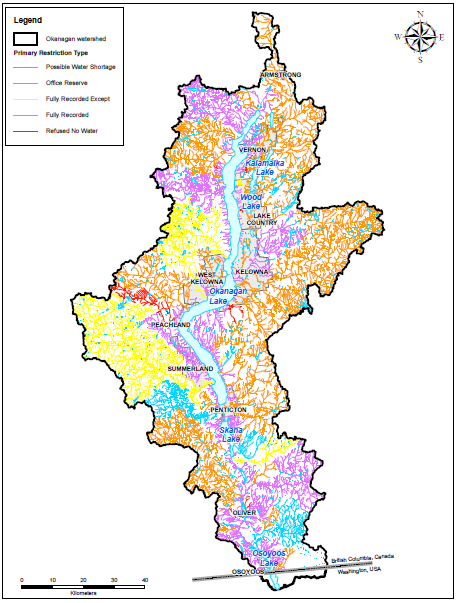 Legend
Okanagan watershed
Primary Restriction Type
Possible Water Shortage
Office Reserve
Fully Recorded Except
Fully Recorded
Refused No Water
N
W
E
S
ARMSTRONG
VERNON
Kalamalka
Lake
Wood
Lake
LAKE
COUNTRY
WEST
KELOWNA
KELOWNA
Okanagan
Lake
PEACHLAND
SUMMERLAND
PENTICTON
Skaha
Lake
OLIVER
Osoyoos
Lake
OSOYOOS
British Columbia, Canada
Washington, USA
0 10 20 30 40
Kilometers